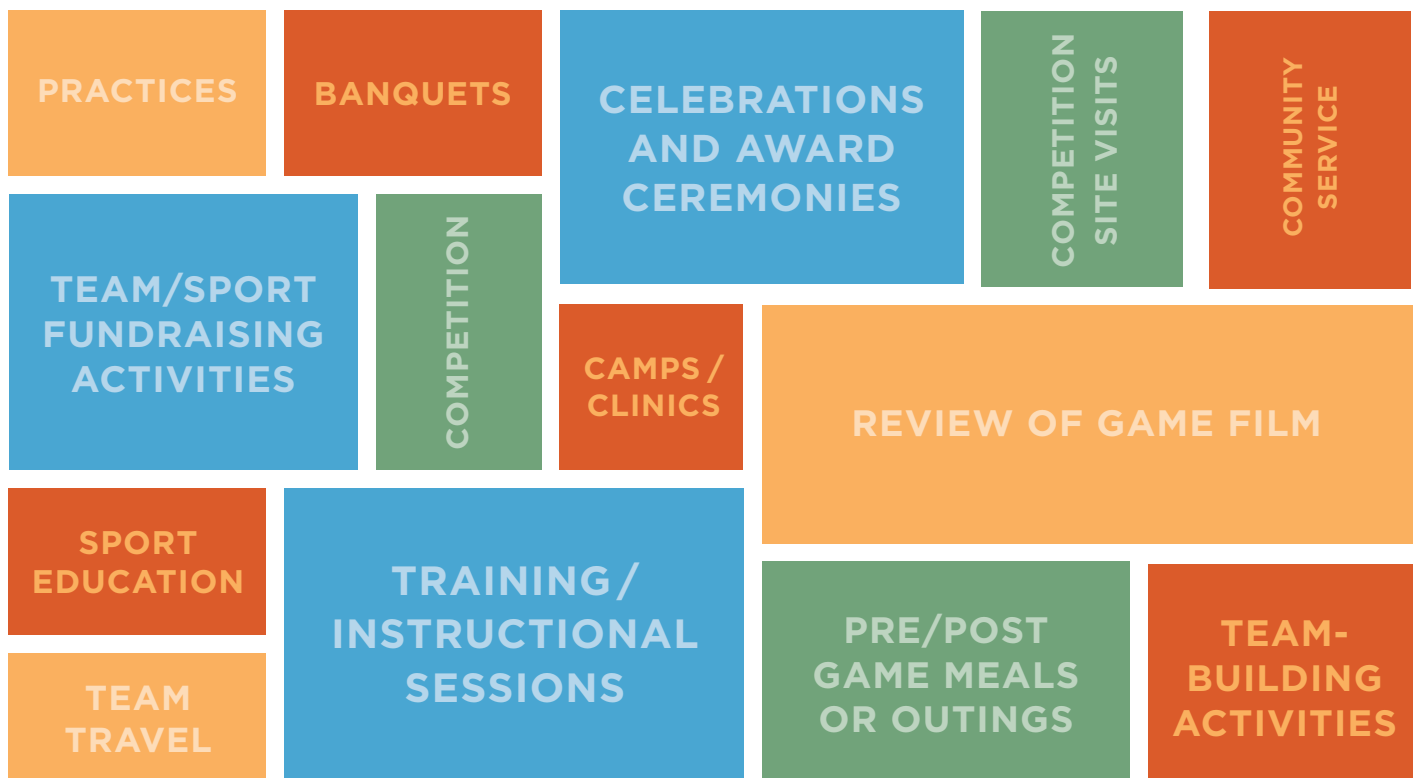 PRACTICES
BANQUETS
CELEBRATIONS
AND AWARD
CEREMONIES
COMPETITION
SITE VISITS
COMMUNITY
SERVICE
TEAM/SPORT
FUNDRAISING
ACTIVITIES
COMPETITION
CAMPS /
CLINICS
REVIEW OF GAME FILM
SPORT
EDUCATION
TRAINING /
INSTRUCTIONAL
SESSIONS
PRE/POST
GAME MEALS
OR OUTINGS
TEAM-
BUILDING
ACTIVITIES
TEAM
TRAVEL